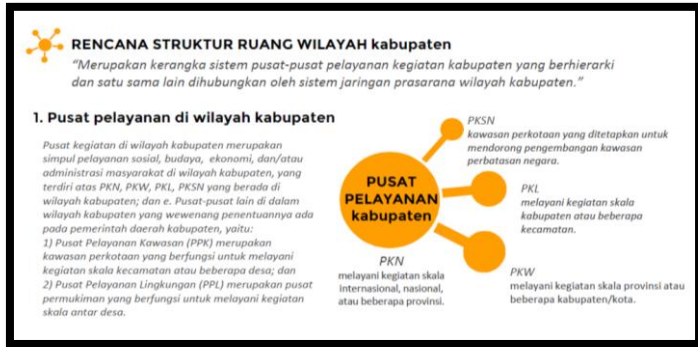 RENCANA STRUKTUR RUANG WILAYAH kabupaten
“Merupakan kerangka sistem pusat-pusat pelayanan kegiatan kabupaten yang berhierarki
dan satu sama lain dihubungkan oleh sistem jaringan prasarana wilayah kabupaten.”
1. Pusat pelayanan di wilayah kabupaten
Pusat kegiatan di wilayah kabupaten merupakan
simpul pelayanan sosial, budaya, ekonomi, dan/atau
administrasi masyarakat di wilayah kabupaten, yang
terdiri atas PKN, PKW, PKL, PKSN yang berada di
wilayah kabupaten; dan e. Pusat-pusat lain di dalam
wilayah kabupaten yang wewenang penentuannya ada
pada pemerintah daerah kabupaten, yaitu:
1) Pusat Pelayanan Kawasan (PPK) merupakan
kawasan perkotaan yang berfungsi untuk melayani
kegiatan skala kecamatan atau beberapa desa; dan
2) Pusat Pelayanan Lingkungan (PPL) merupakan pusat
permukiman yang berfungsi untuk melayani kegiatan
skala antar desa.
PUSAT
PELAYANAN
kabupaten
PKSN
kawasan perkotaan yang ditetapkan untuk
mendorong pengembangan kawasan
perbatasan negara.
PKL
melayani kegiatan skala
kabupaten atau beberapa
kecamatan.
PKW
melayani kegiatan skala provinsi atau
beberapa kabupaten/kota.
PKN
melayani kegiatan skala
internasional, nasional,
atau beberapa provinsi.